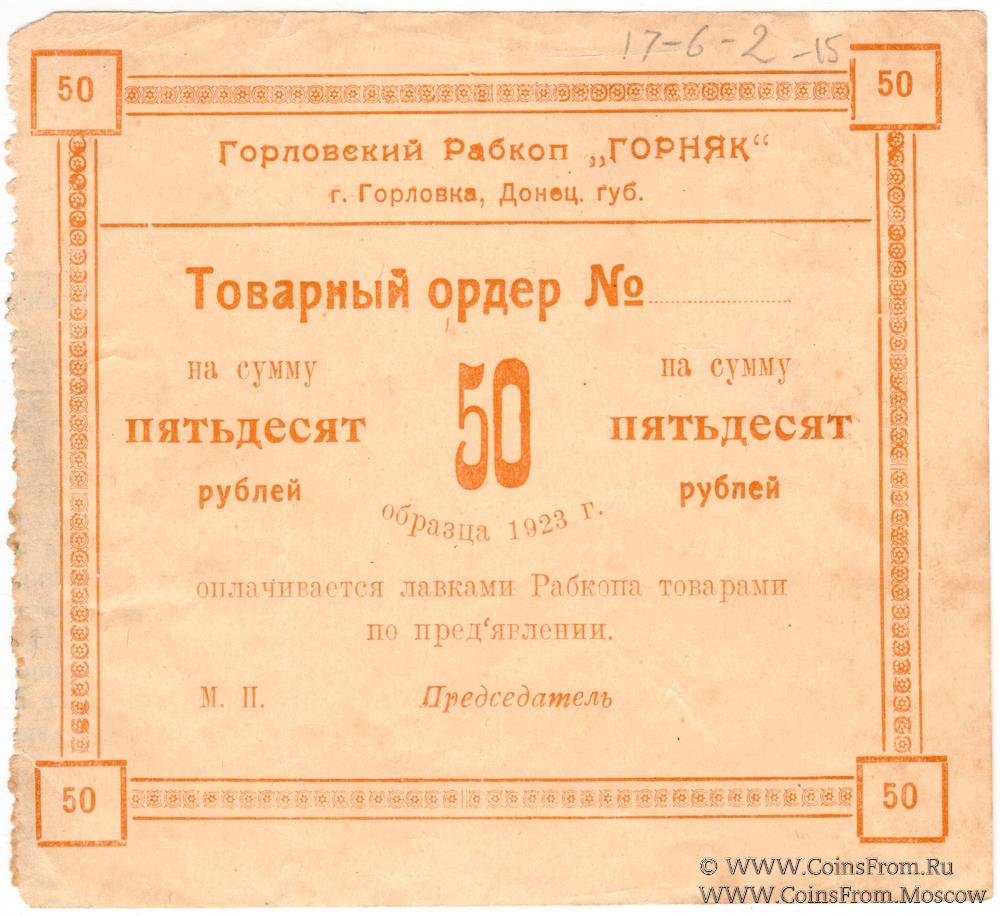 17-6-2-15
50 50
Горловский Рабкоп „ГОРНЯК“
г. Горловка, Донец. губ.
Товарный ордер №
на сумму 50 на сумму
пятьдесят пятьдесят
рублей рублей
образца 1923 г.
оплачивается лавками Рабкопа товарами
по пред‘явлении.
М. П. Председатель
50 50
© WWW.CoinsFrom.Ru
WWW.CoinsFrom.Moscow